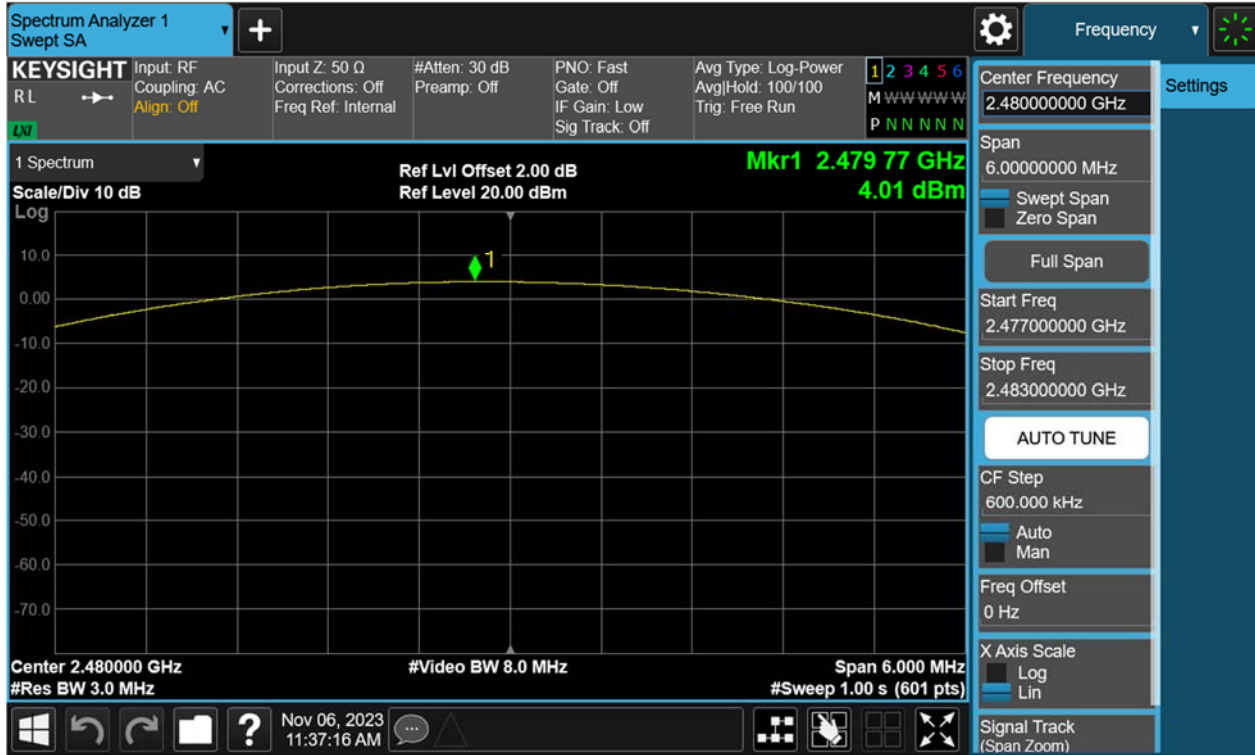 Spectrum Analyzer 1
Swept SA
+
Frequency
KEYSIGHT
R L
LXI
Input: RF
Coupling: AC
Align: Off
Input Z: 50 Ω
Corrections: Off
Freq Ref: Internal
#Atten: 30 dB
Preamp: Off
PNO: Fast
Gate: Off
IF Gain: Low
Sig Track: Off
Avg Type: Log-Power
Avg|Hold: 100/100
Trig: Free Run
1 2 3 4 5 6
M W W W W W
P N N N N N
1 Spectrum
Scale/Div 10 dB
Log
Ref Lvl Offset 2.00 dB
Ref Level 20.00 dBm
Mkr1 2.479 77 GHz
4.01 dBm
1
10.0
0.00
-10.0
-20.0
-30.0
-40.0
-50.0
-60.0
-70.0
Center 2.480000 GHz
#Res BW 3.0 MHz
#Video BW 8.0 MHz
Span 6.000 MHz
#Sweep 1.00 s (601 pts)
Center Frequency
2.480000000 GHz
Span
6.00000000 MHz
Swept Span
Zero Span
Full Span
Start Freq
2.477000000 GHz
Stop Freq
2.483000000 GHz
AUTO TUNE
CF Step
600.000 kHz
Auto
Man
Freq Offset
0 Hz
X Axis Scale
Log
Lin
Signal Track
(Span Zoom)
Settings
?
Nov 06, 2023
11:37:16 AM